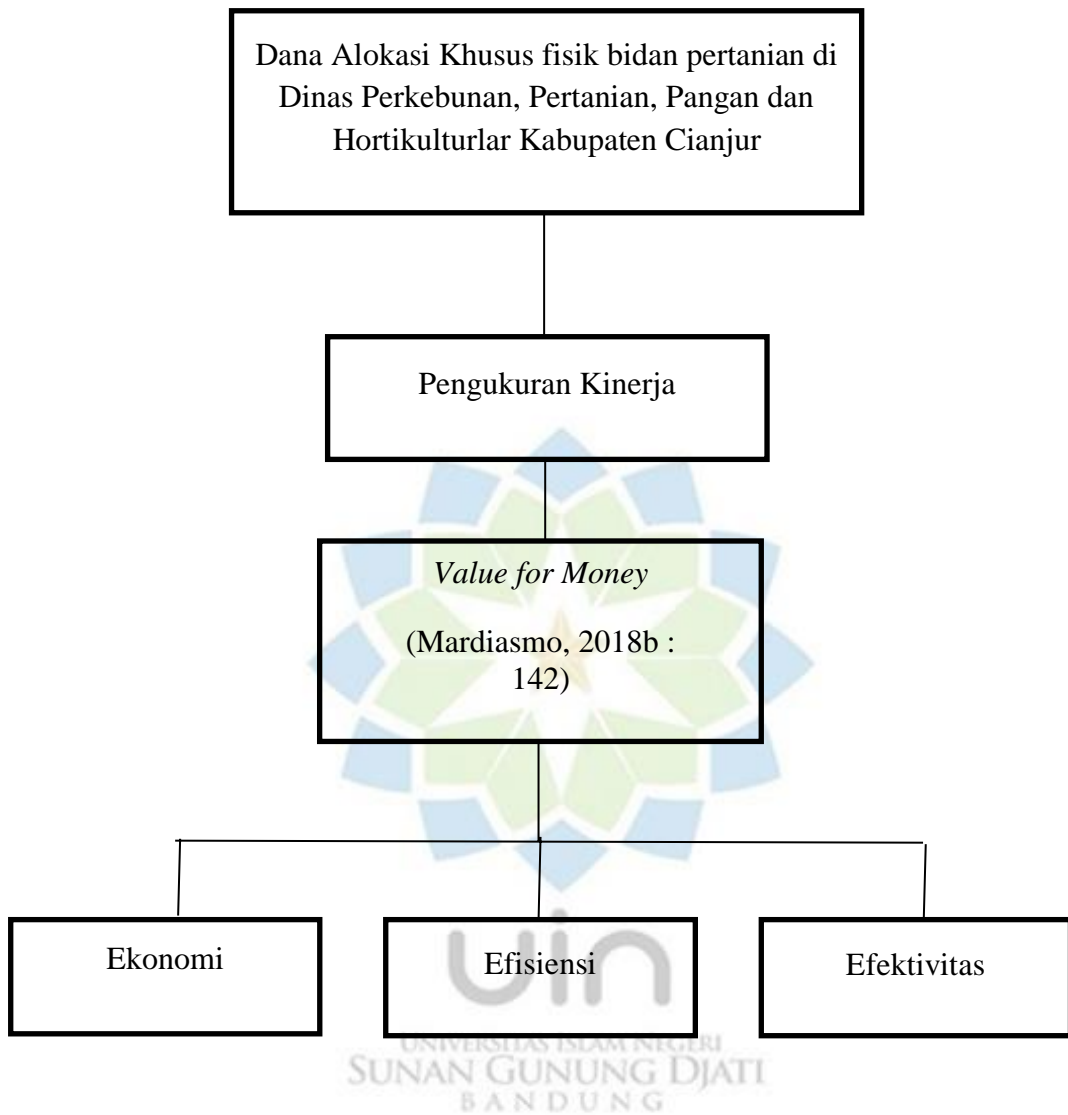 Dana Alokasi Khusus fisik bidan pertanian di
Dinas Perkebunan, Pertanian, Pangan dan
Hortikulturlar Kabupaten Cianjur
Pengukuran Kinerja
Value for Money
(Mardiasmo, 2018b :
142)
Ekonomi
Efisiensi
Efektivitas
uin
UNIVERSITAS ISLAM NEGERI
SUNAN GUNUNG DJATI
BANDUNG